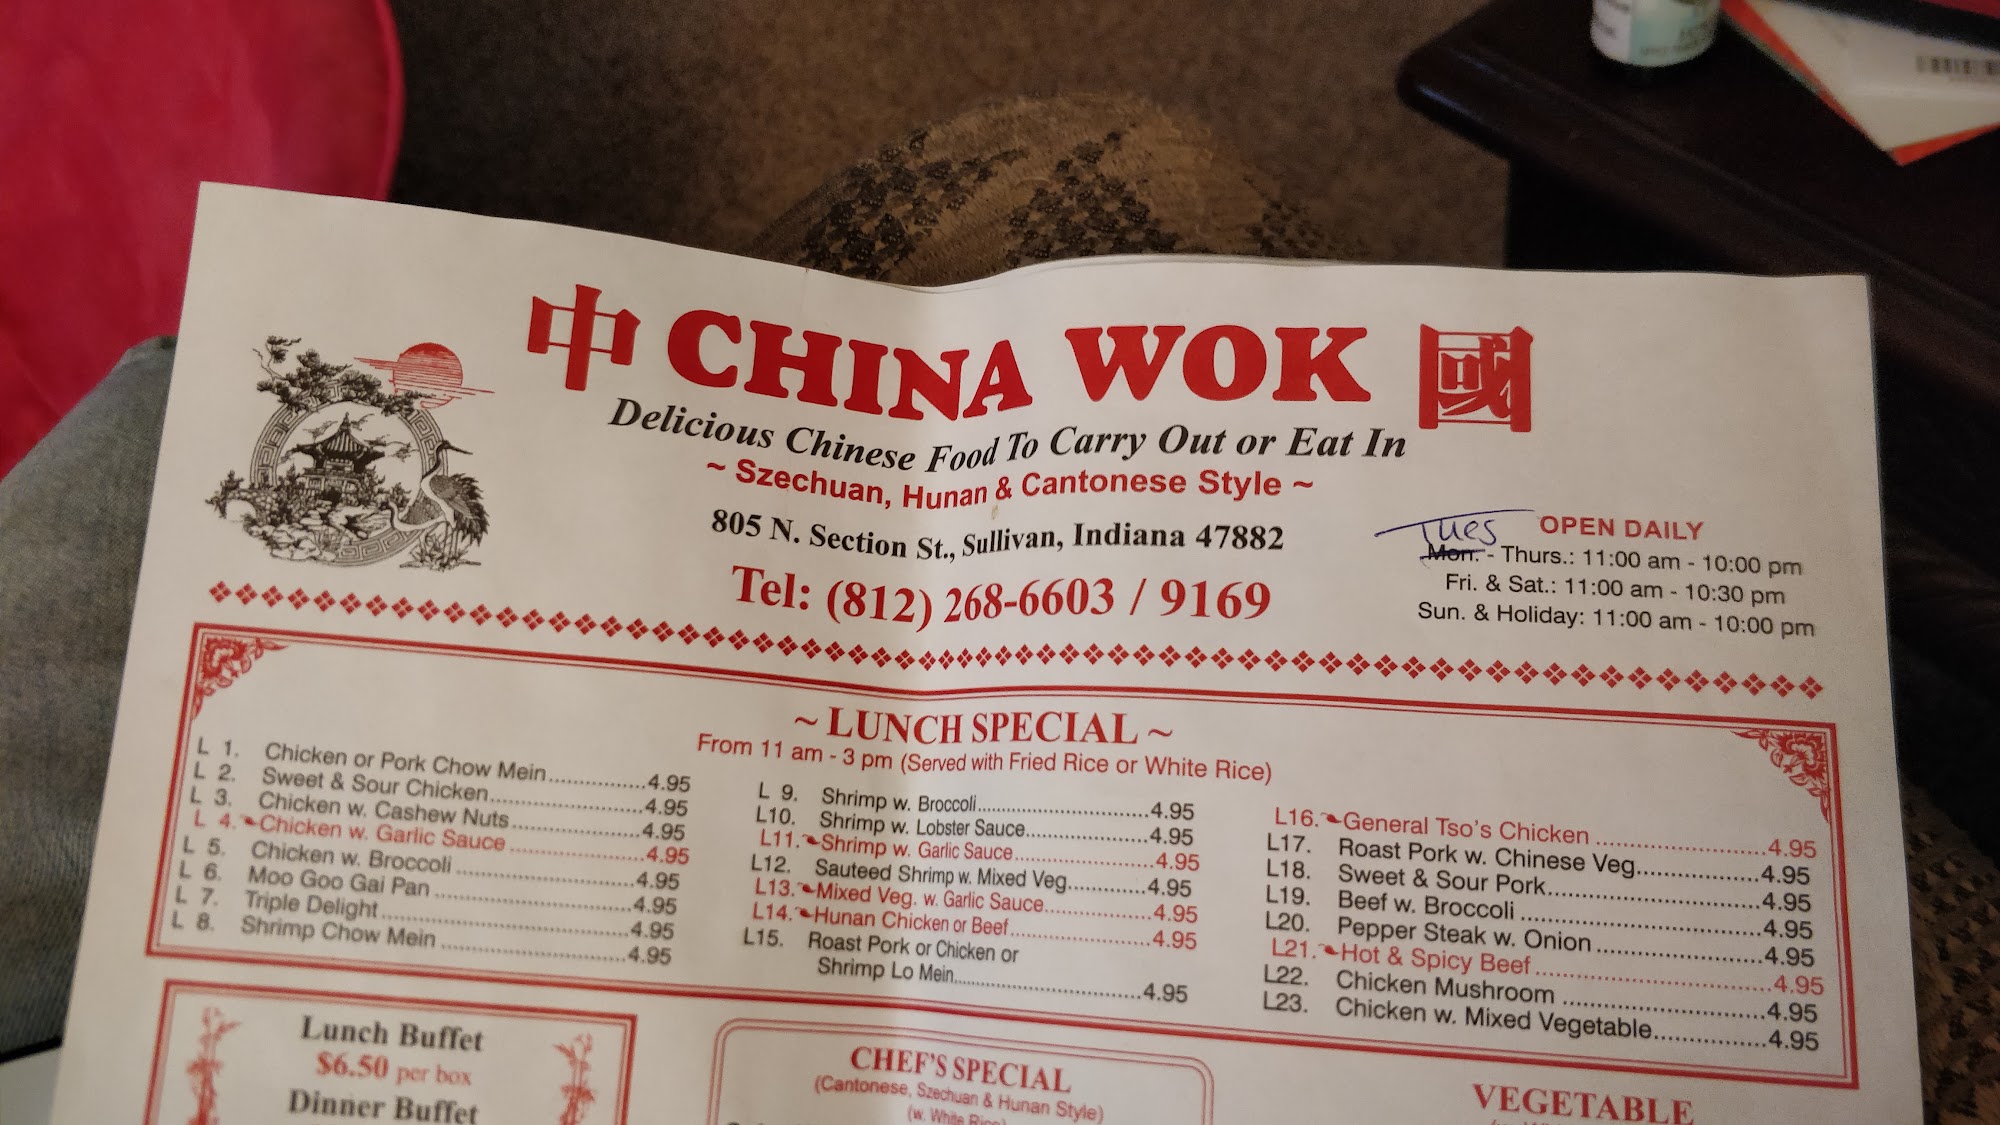 中 CHINA WOK 國
Delicious Chinese Food To Carry Out or Eat In
~ Szechuan, Hunan & Cantonese Style ~
805 N. Section St., Sullivan, Indiana 47882
Tel: (812) 268-6603 / 9169
OPEN DAILY
Tues
Mon. - Thurs.: 11:00 am - 10:00 pm
Fri. & Sat.: 11:00 am - 10:30 pm
Sun. & Holiday: 11:00 am - 10:00 pm
~ LUNCH SPECIAL ~
From 11 am - 3 pm (Served with Fried Rice or White Rice)
L 1. Chicken or Pork Chow Mein..............4.95
L 2. Sweet & Sour Chicken......................4.95
L 3. Chicken w. Cashew Nuts...................4.95
L 4. Chicken w. Garlic Sauce ...................4.95
L 5. Chicken w. Broccoli .........................4.95
L 6. Moo Goo Gai Pan ............................4.95
L 7. Triple Delight...................................4.95
L 8. Shrimp Chow Mein ..........................4.95
L 9. Shrimp w. Broccoli.........................4.95
L10. Shrimp w. Lobster Sauce..................4.95
L11. Shrimp w. Garlic Sauce....................4.95
L12. Sauteed Shrimp w. Mixed Veg............4.95
L13. Mixed Veg. w. Garlic Sauce...............4.95
L14. Hunan Chicken or Beef....................4.95
L15. Roast Pork or Chicken or
Shrimp Lo Mein...........................4.95
L16. General Tso's Chicken .........................4.95
L17. Roast Pork w. Chinese Veg..................4.95
L18. Sweet & Sour Pork...............................4.95
L19. Beef w. Broccoli ...................................4.95
L20. Pepper Steak w. Onion ........................4.95
L21. Hot & Spicy Beef ..................................4.95
L22. Chicken Mushroom .............................4.95
L23. Chicken w. Mixed Vegetable.................4.95
Lunch Buffet
$6.50 per box
Dinner Buffet
CHEF'S SPECIAL
(Cantonese, Szechuan & Hunan Style)
(w. White Rice)
VEGETABLE